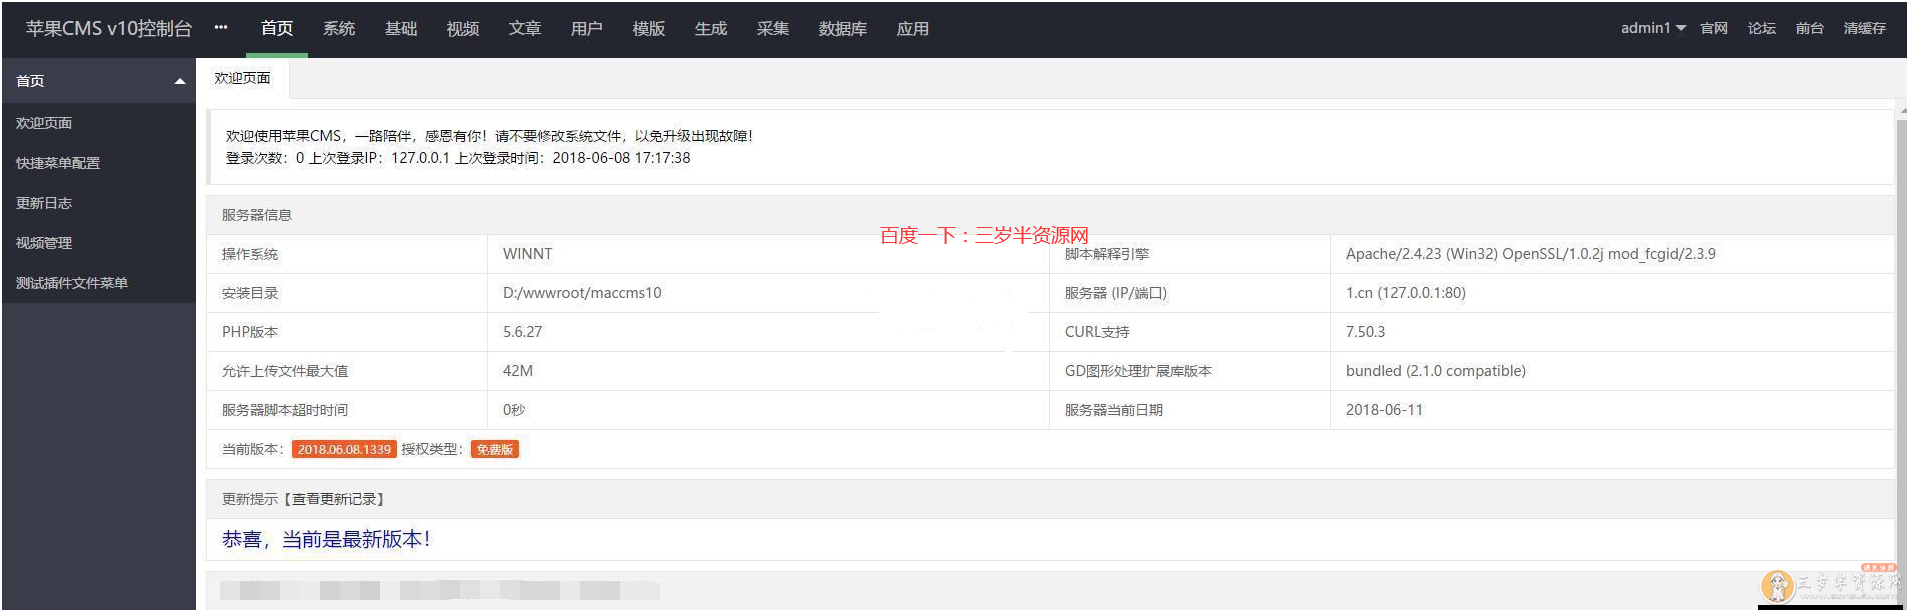 苹果CMS v10控制台 ••• 首页 系统 基础 视频 文章 用户 模版 生成 采集 数据库 应用 admin1 官网 论坛 前台 清缓存
首页
欢迎页面
快捷菜单配置
更新日志
视频管理
测试插件文件菜单
欢迎页面
欢迎使用苹果CMS，一路陪伴，感恩有你！请不要修改系统文件，以免升级出现故障！
登录次数：0 上次登录IP：127.0.0.1 上次登录时间：2018-06-08 17:17:38
服务器信息
百度一下：三岁半资源网
操作系统 WINNT 脚本解释引擎 Apache/2.4.23 (Win32) OpenSSL/1.0.2j mod_fcgid/2.3.9
安装目录 D:/wwwroot/maccms10 服务器 (IP/端口) 1.cn (127.0.0.1:80)
PHP版本 5.6.27 CURL支持 7.50.3
允许上传文件最大值 42M GD图形处理扩展库版本 bundled (2.1.0 compatible)
服务器脚本超时时间 0秒 服务器当前日期 2018-06-11
当前版本：2018.06.08.1339 授权类型：免费版
更新提示【查看更新记录】
恭喜，当前是最新版本！
三岁半资源网